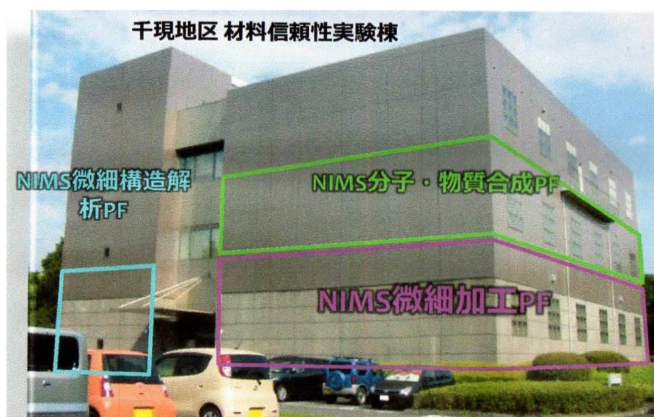 千現地区 材料信頼性実験棟
NIMS微細構造解
析PF
NIMS分子・物質合成PF
NIMS微細加工PF